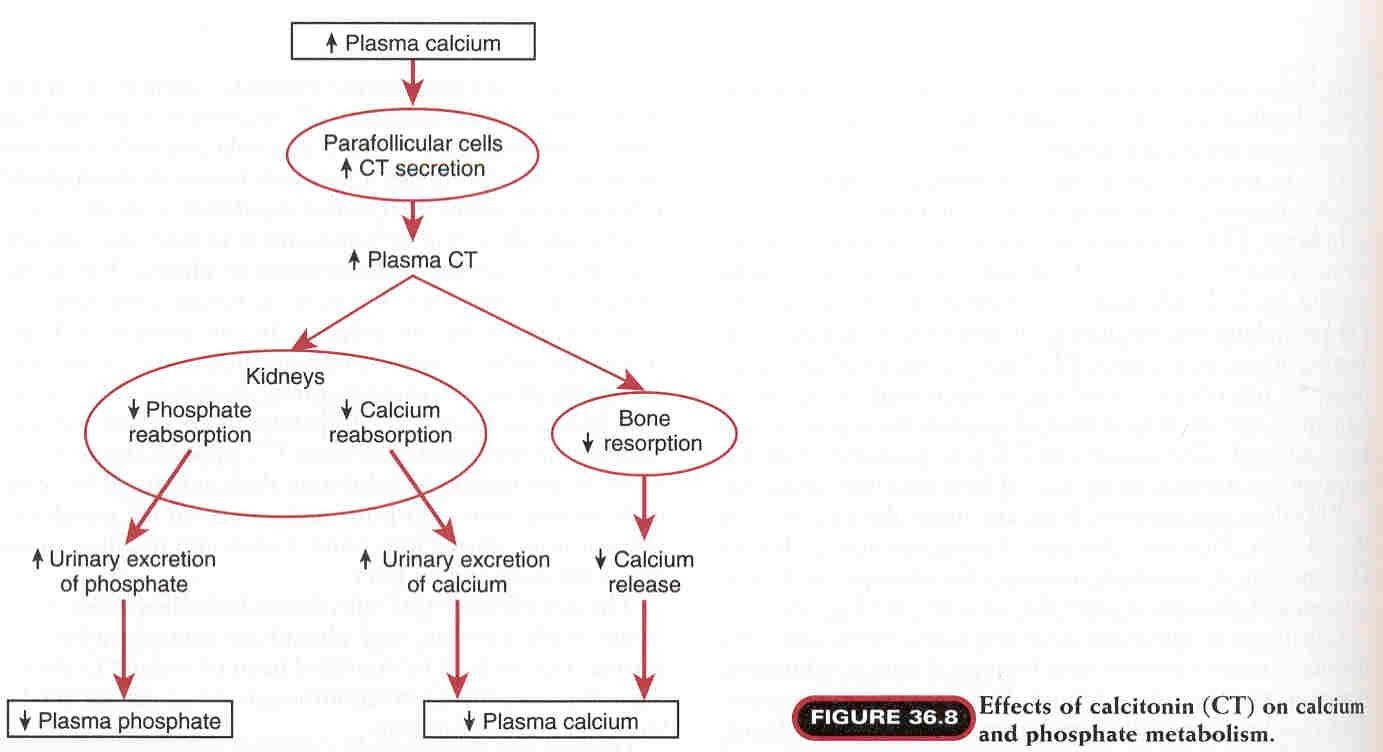 ↑ Plasma calcium
Parafollicular cells
↑ CT secretion
↑ Plasma CT
Kidneys
↓ Phosphate
reabsorption
↓ Calcium
reabsorption
Bone
↓ resorption
↑ Urinary excretion
of phosphate
↑ Urinary excretion
of calcium
↓ Calcium
release
↓ Plasma phosphate
↓ Plasma calcium
FIGURE 36.8
Effects of calcitonin (CT) on calcium
and phosphate metabolism.